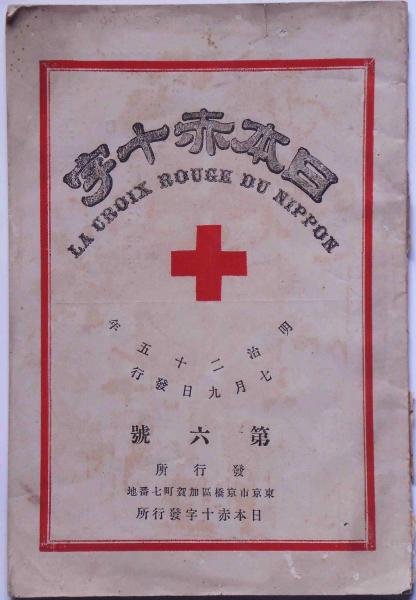 日本赤十字
LA CROIX ROUGE DU NIPPON
明治二十五年
七月九日發行
第六號
發行所
東京市京橋區加賀町七番地
日本赤十字發行所